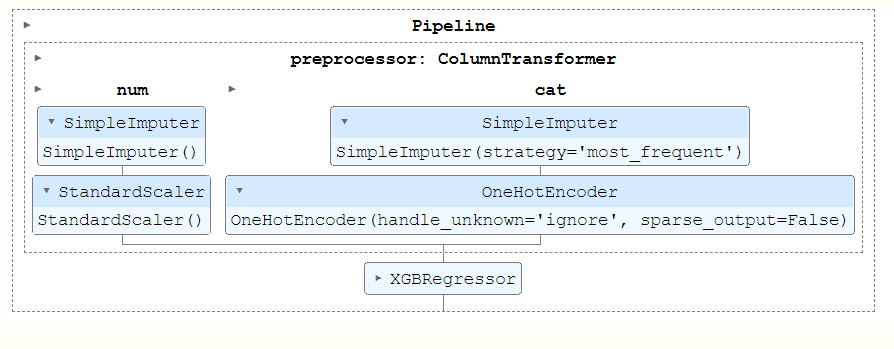 Pipeline
preprocessor: ColumnTransformer
num
cat
SimpleImputer
SimpleImputer()
SimpleImputer
SimpleImputer(strategy='most_frequent')
StandardScaler
StandardScaler()
OneHotEncoder
OneHotEncoder(handle_unknown='ignore', sparse_output=False)
XGBRegressor